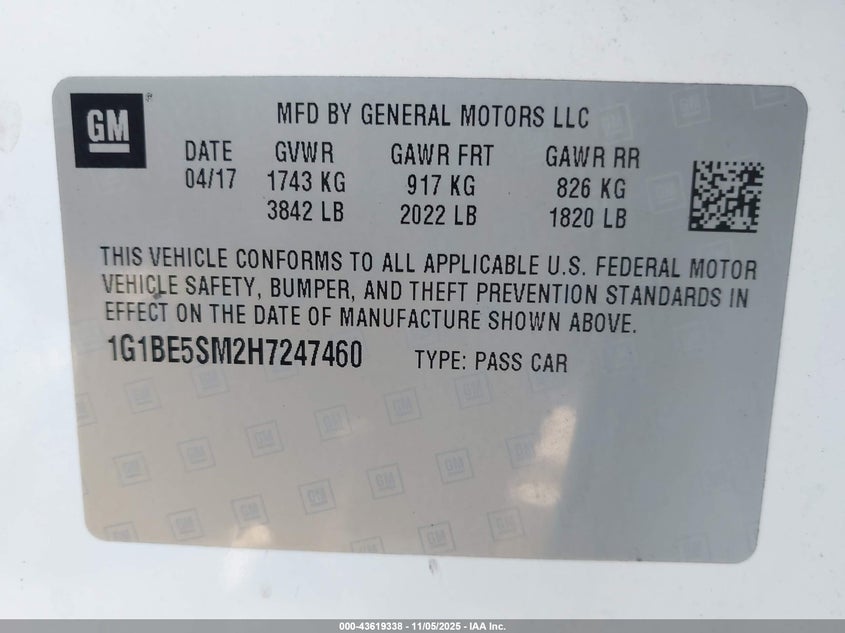 GM
MFD BY GENERAL MOTORS LLC
DATE GVWR GAWR FRT GAWR RR
04/17 1743 KG 917 KG 826 KG
3842 LB 2022 LB 1820 LB
THIS VEHICLE CONFORMS TO ALL APPLICABLE U.S. FEDERAL MOTOR
VEHICLE SAFETY, BUMPER, AND THEFT PREVENTION STANDARDS IN
EFFECT ON THE DATE OF MANUFACTURE SHOWN ABOVE.
1G1BE5SM2H7247460 TYPE: PASS CAR
000-43619338 - 11/05/2025 - IAA Inc.